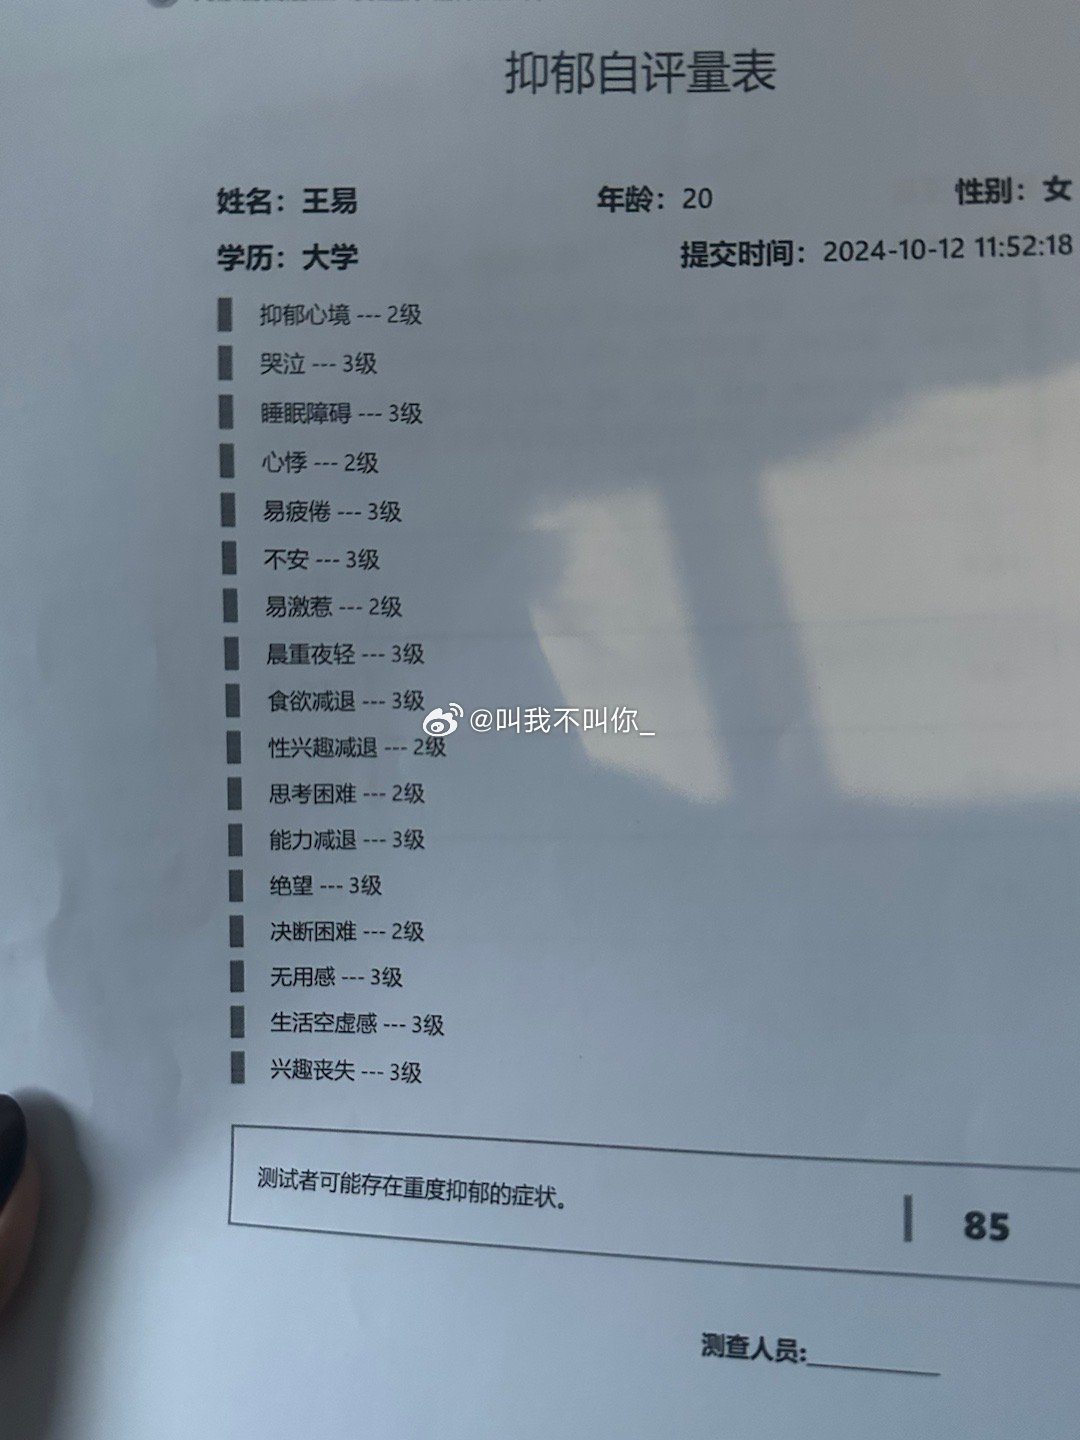 抑郁自评量表
姓名：王易 年龄：20 性别：女
学历：大学 提交时间：2024-10-12 11:52:18
抑郁心境 --- 2级
哭泣 --- 3级
睡眠障碍 --- 3级
心悸 --- 2级
易疲倦 --- 3级
不安 --- 3级
易激惹 --- 2级
晨重夜轻 --- 3级
食欲减退 --- 3级
@叫我不叫你_
性兴趣减退 --- 2级
思考困难 --- 2级
能力减退 --- 3级
绝望 --- 3级
决断困难 --- 2级
无用感 --- 3级
生活空虚感 --- 3级
兴趣丧失 --- 3级
测试者可能存在重度抑郁的症状。
85
测查人员: